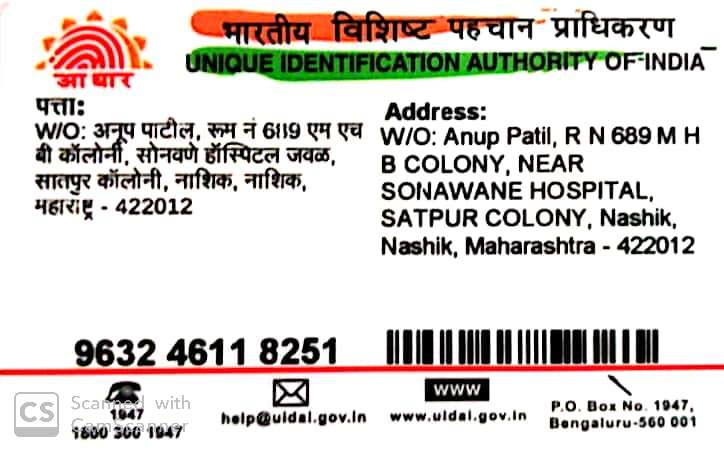 भारतीय विशिष्ट पहचान प्राधिकरण
UNIQUE IDENTIFICATION AUTHORITY OF INDIA
आधार
पत्ता:
W/O: अनूप पाटील, रूम नं 689 एम एच
बी कॉलोनी, सोनवणे हॉस्पिटल जवळ,
सातपुर कॉलोनी, नाशिक, नाशिक,
महाराष्ट्र - 422012
Address:
W/O: Anup Patil, R N 689 M H
B COLONY, NEAR
SONAWANE HOSPITAL,
SATPUR COLONY, Nashik,
Nashik, Maharashtra - 422012
9632 4611 8251
1947
1800 300 1947
help@uidai.gov.in
www
www.uidai.gov.in
P.O. Box No. 1947,
Bengaluru-560 001
CS
Scanned with
CamScanner